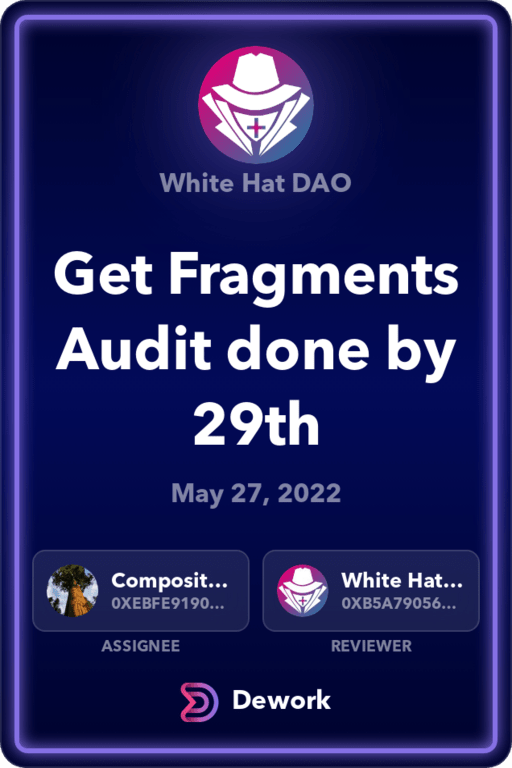 White Hat DAO
Get Fragments
Audit done by
29th
May 27, 2022
Composit...
0XEBFE9190...
ASSIGNEE
White Hat...
0XB5A79056...
REVIEWER
Dework